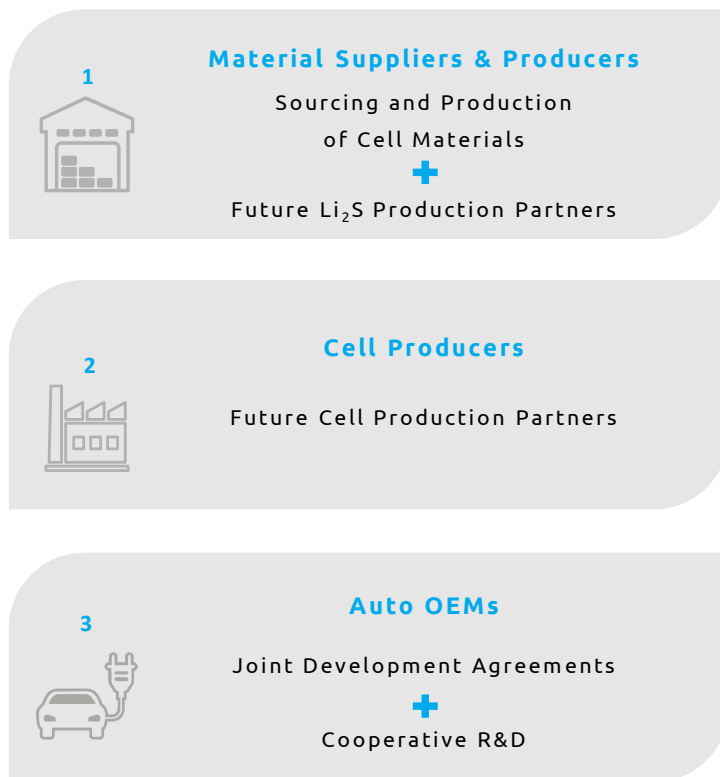 1
Material Suppliers & Producers
Sourcing and Production
of Cell Materials
+
Future Li₂S Production Partners
2
Cell Producers
Future Cell Production Partners
3
Auto OEMs
Joint Development Agreements
+
Cooperative R&D